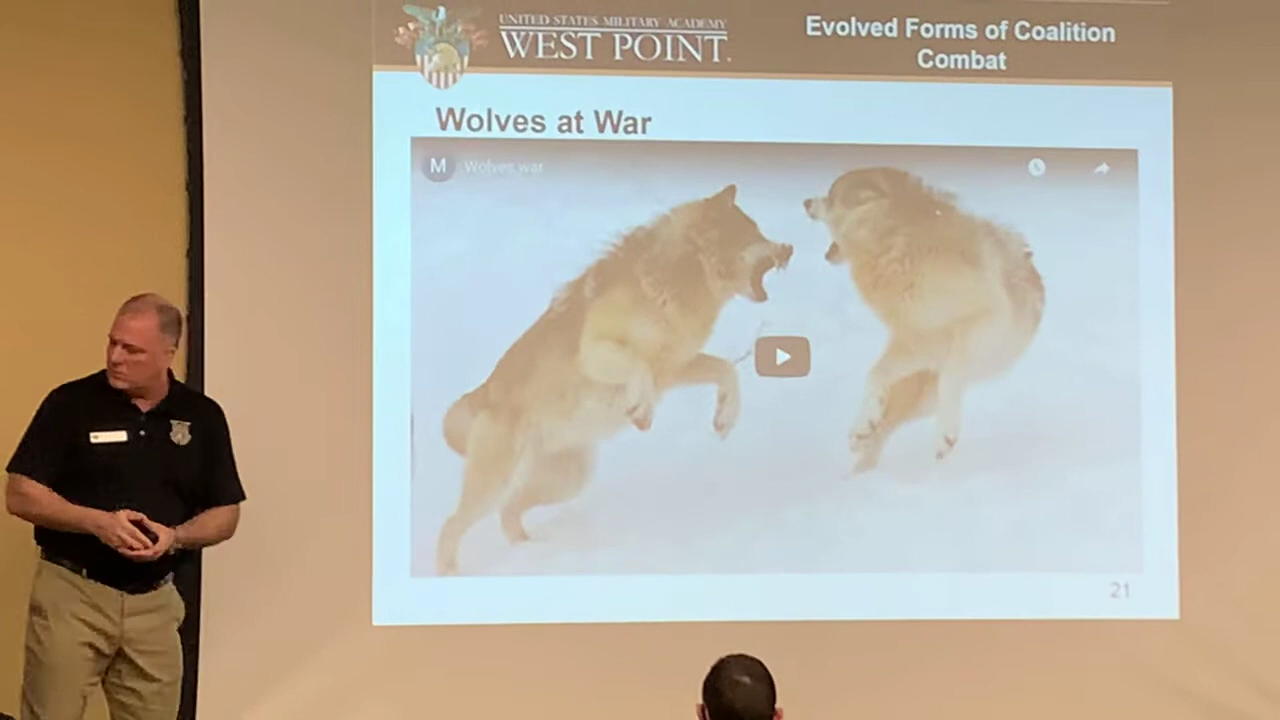 UNITED STATES MILITARY ACADEMY
WEST POINT.
Evolved Forms of Coalition
Combat
Wolves at War
M Wolves war
21